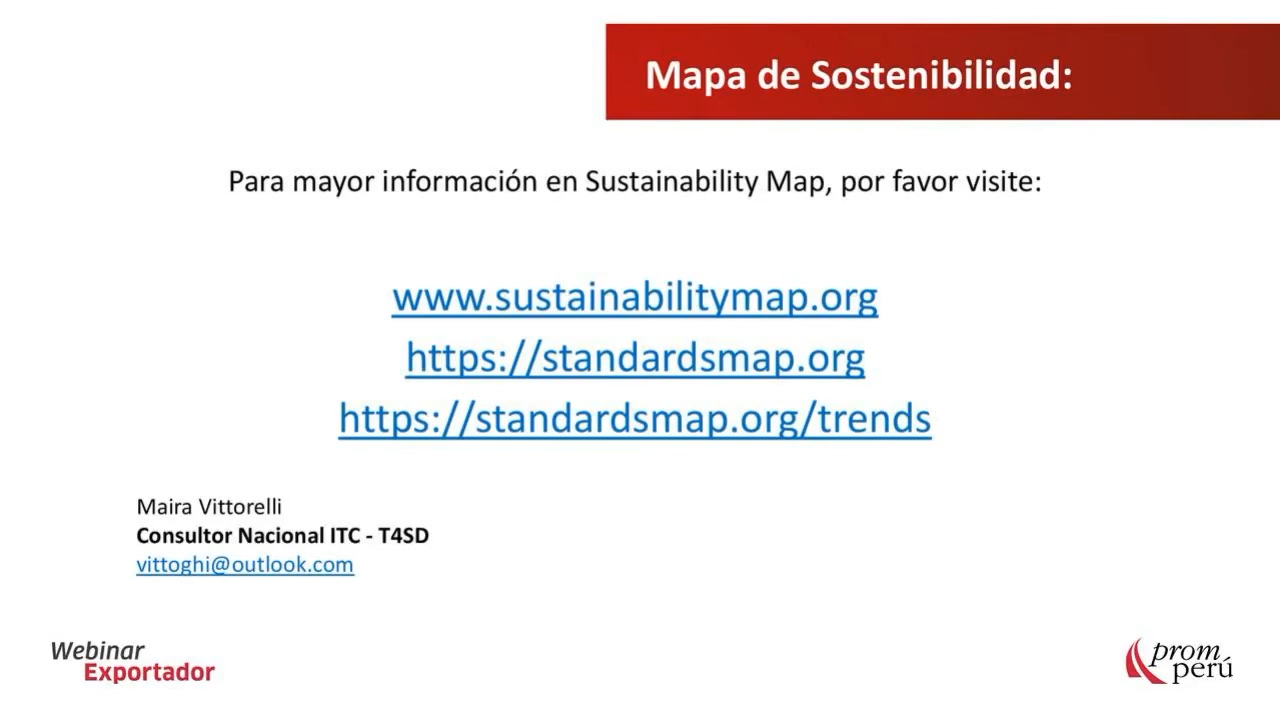 Mapa de Sostenibilidad:
Para mayor información en Sustainability Map, por favor visite:
www.sustainabilitymap.org
https://standardsmap.org
https://standardsmap.org/trends
Maira Vittorelli
Consultor Nacional ITC - T4SD
vittoghi@outlook.com
Webinar
Exportador
prom
perú